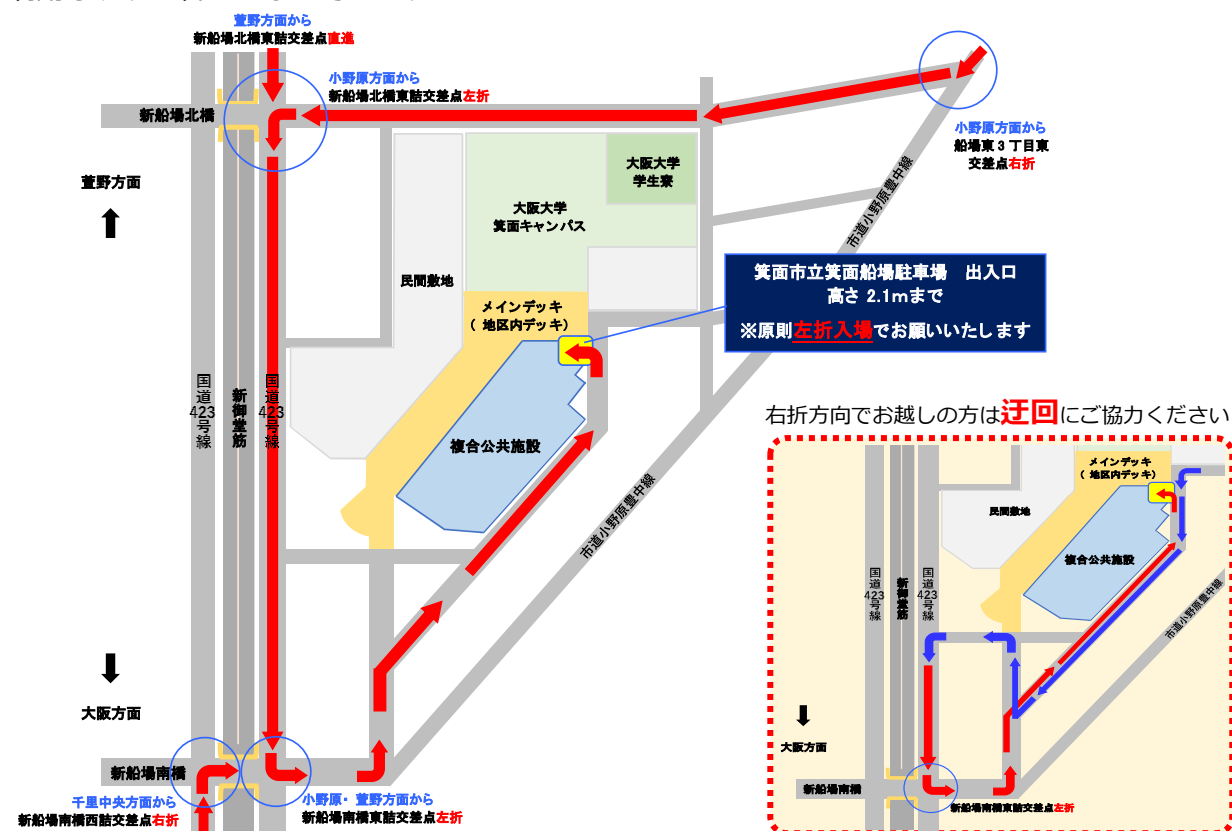 萱野方面から
新船場北橋東詰交差点直進
小野原方面から
新船場北橋東詰交差点左折
新船場北橋
小野原方面から
船場東3丁目東
交差点右折
萱野方面
大阪大学
学生寮
大阪大学
箕面キャンパス
市道小野原豊中線
民間敷地
箕面市立箕面船場駐車場 出入口
高さ 2.1mまで
※原則左折入場でお願いいたします
メインデッキ
( 地区内デッキ)
国道423号線
新御堂筋
国道423号線
複合公共施設
市道小野原豊中線
大阪方面
新船場南橋
千里中央方面から
新船場南橋西詰交差点右折
小野原・萱野方面から
新船場南橋東詰交差点左折
右折方向でお越しの方は迂回にご協力ください
メインデッキ
( 地区内デッキ)
民間敷地
複合公共施設
国道423号線
新御堂筋
国道423号線
市道小野原豊中線
大阪方面
新船場南橋
新船場南橋東詰交差点左折